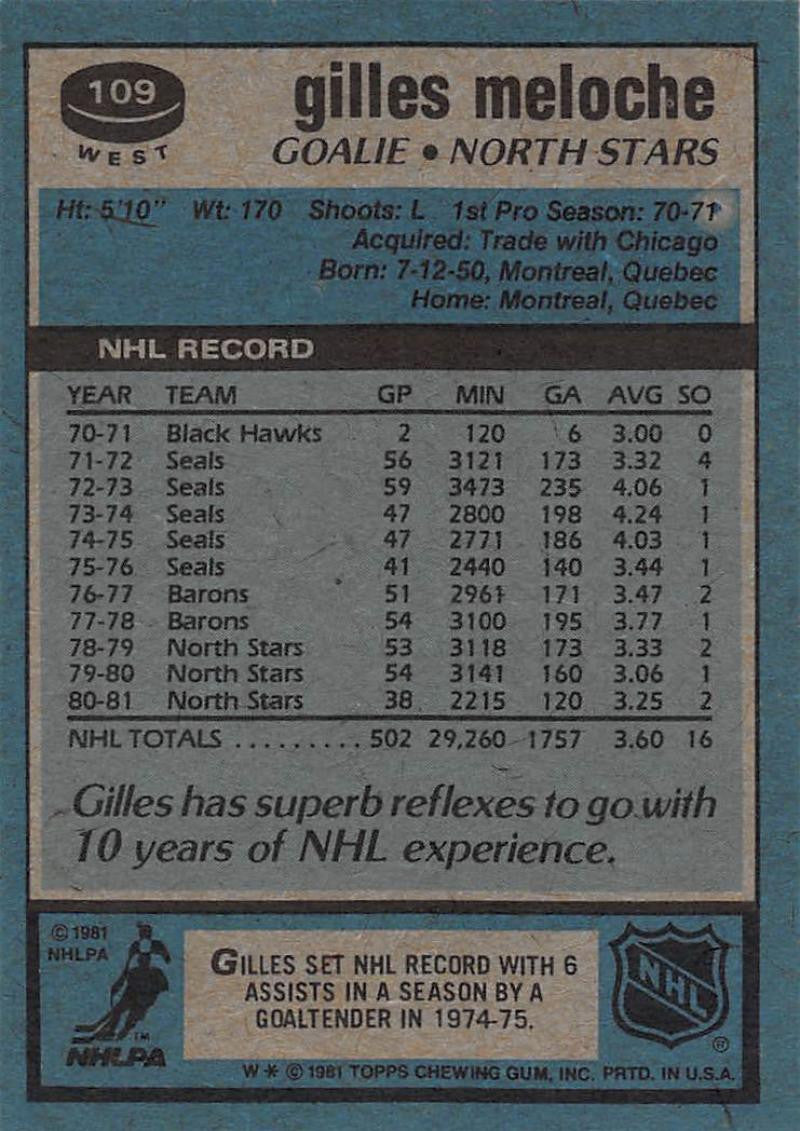 109
WEST
gilles meloche
GOALIE • NORTH STARS
Ht: 5'10" Wt: 170 Shoots: L 1st Pro Season: 70-71
Acquired: Trade with Chicago
Born: 7-12-50, Montreal, Quebec
Home: Montreal, Quebec
NHL RECORD
YEAR TEAM GP MIN GA AVG SO
70-71 Black Hawks 2 120 6 3.00 0
71-72 Seals 56 3121 173 3.32 4
72-73 Seals 59 3473 235 4.06 1
73-74 Seals 47 2800 198 4.24 1
74-75 Seals 47 2771 186 4.03 1
75-76 Seals 41 2440 140 3.44 1
76-77 Barons 51 2961 171 3.47 2
77-78 Barons 54 3100 195 3.77 1
78-79 North Stars 53 3118 173 3.33 2
79-80 North Stars 54 3141 160 3.06 1
80-81 North Stars 38 2215 120 3.25 2
NHL TOTALS ......... 502 29,260 1757 3.60 16
Gilles has superb reflexes to go with
10 years of NHL experience.
© 1981
NHLPA
TM
NHLPA
GILLES SET NHL RECORD WITH 6
ASSISTS IN A SEASON BY A
GOALTENDER IN 1974-75.
NHL
®
W * © 1981 TOPPS CHEWING GUM, INC. PRTD. IN U.S.A.